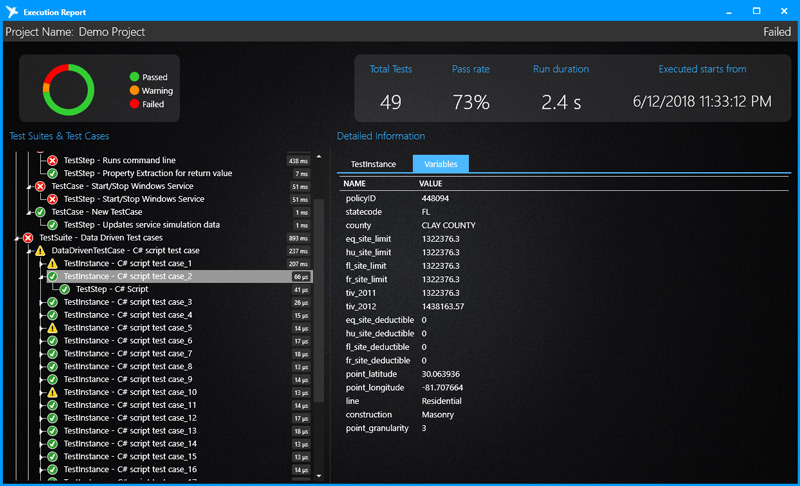 Execution Report
Project Name: Demo Project Failed
Passed
Warning
Failed
Total Tests Pass rate Run duration Executed starts from
49 73% 2.4 s 6/12/2018 11:33:12 PM
Test Suites & Test Cases
TestStep - Runs command line 438 ms
TestStep - Property Extraction for return value 7 ms
TestCase - Start/Stop Windows Service 51 ms
TestStep - Start/Stop Windows Service 51 ms
TestCase - New TestCase 1 ms
TestStep - Updates service simulation data 1 ms
TestSuite - Data Driven Test cases 893 ms
DataDrivenTestCase - C# script test case 237 ms
TestInstance - C# script test case_1 207 ms
TestInstance - C# script test case_2 66 µs
TestStep - C# Script 41 µs
TestInstance - C# script test case_3 26 µs
TestInstance - C# script test case_4 15 µs
TestInstance - C# script test case_5 14 µs
TestInstance - C# script test case_6 17 µs
TestInstance - C# script test case_7 18 µs
TestInstance - C# script test case_8 13 µs
TestInstance - C# script test case_9 14 µs
TestInstance - C# script test case_10 13 µs
TestInstance - C# script test case_11 14 µs
TestInstance - C# script test case_12 17 µs
TestInstance - C# script test case_13 18 µs
TestInstance - C# script test case_14 13 µs
TestInstance - C# script test case_15 13 µs
TestInstance - C# script test case_16 14 µs
Detailed Information
TestInstance Variables
NAME VALUE
policyID 448094
statecode FL
county CLAY COUNTY
eq_site_limit 1322376.3
hu_site_limit 1322376.3
fl_site_limit 1322376.3
fr_site_limit 1322376.3
tiv_2011 1322376.3
tiv_2012 1438163.57
eq_site_deductible 0
hu_site_deductible 0
fl_site_deductible 0
fr_site_deductible 0
point_latitude 30.063936
point_longitude -81.707664
line Residential
construction Masonry
point_granularity 3